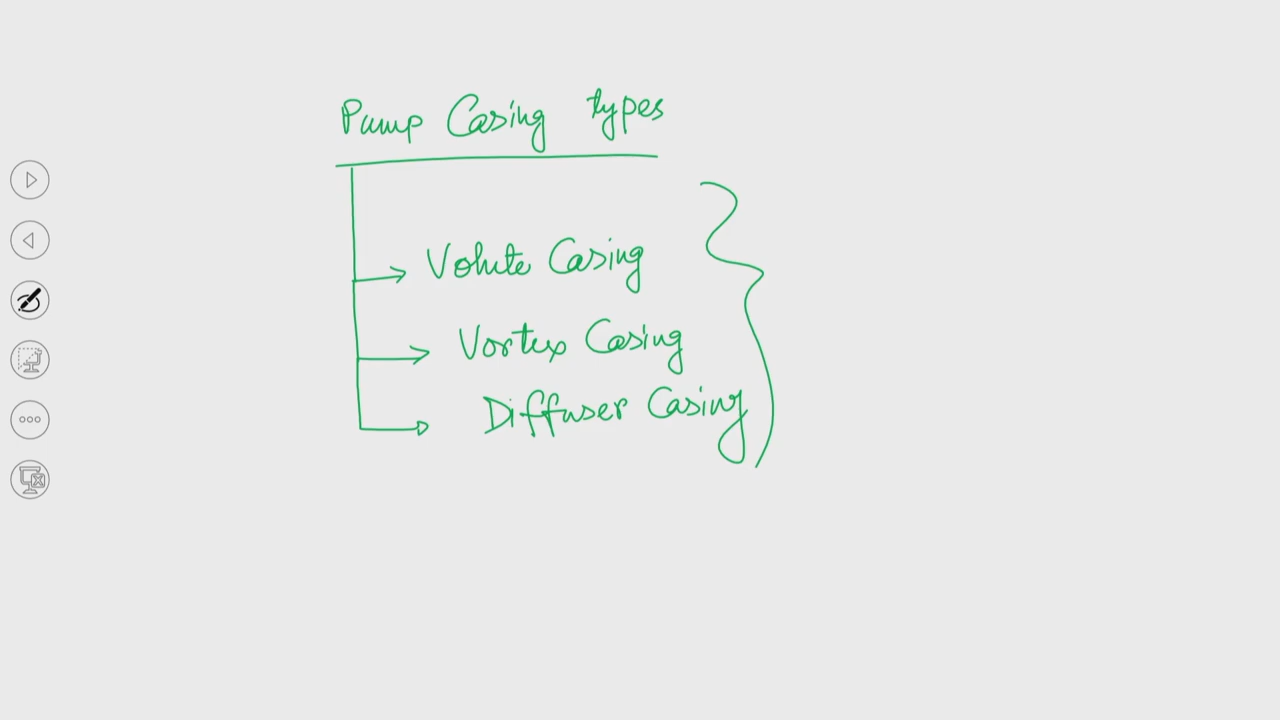 Pump Casing types
Volute Casing
Vortex Casing
Diffuser Casing